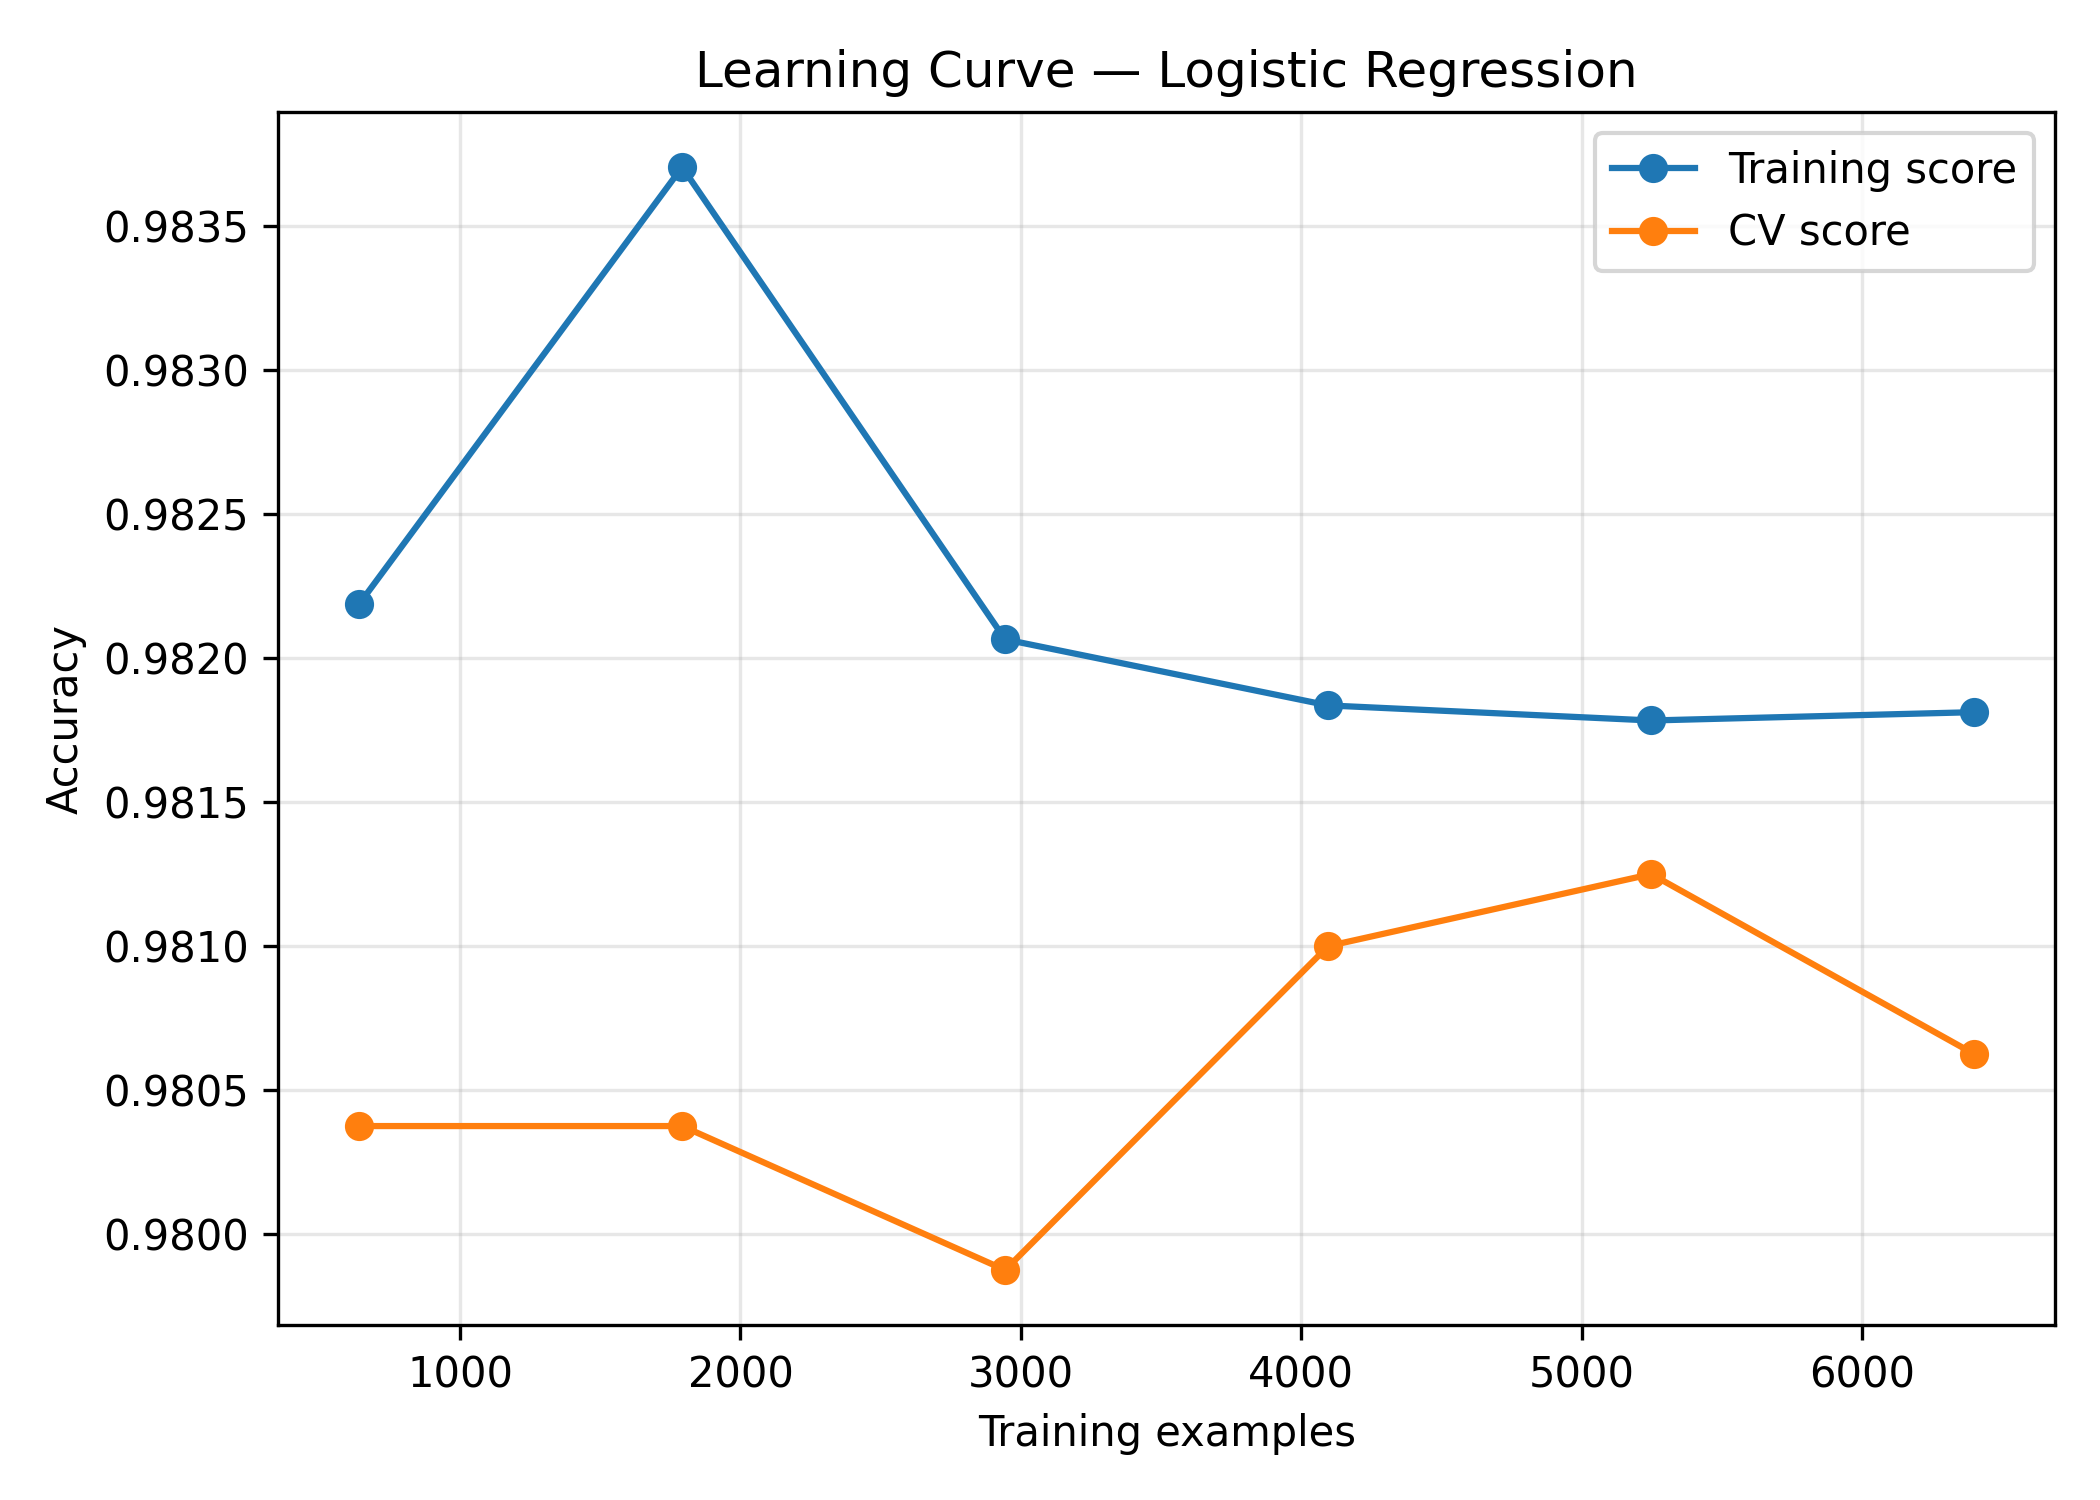 Learning Curve — Logistic Regression
Training score
CV score
0.9835
0.9830
0.9825
0.9820
0.9815
0.9810
0.9805
0.9800
Accuracy
1000 2000 3000 4000 5000 6000
Training examples